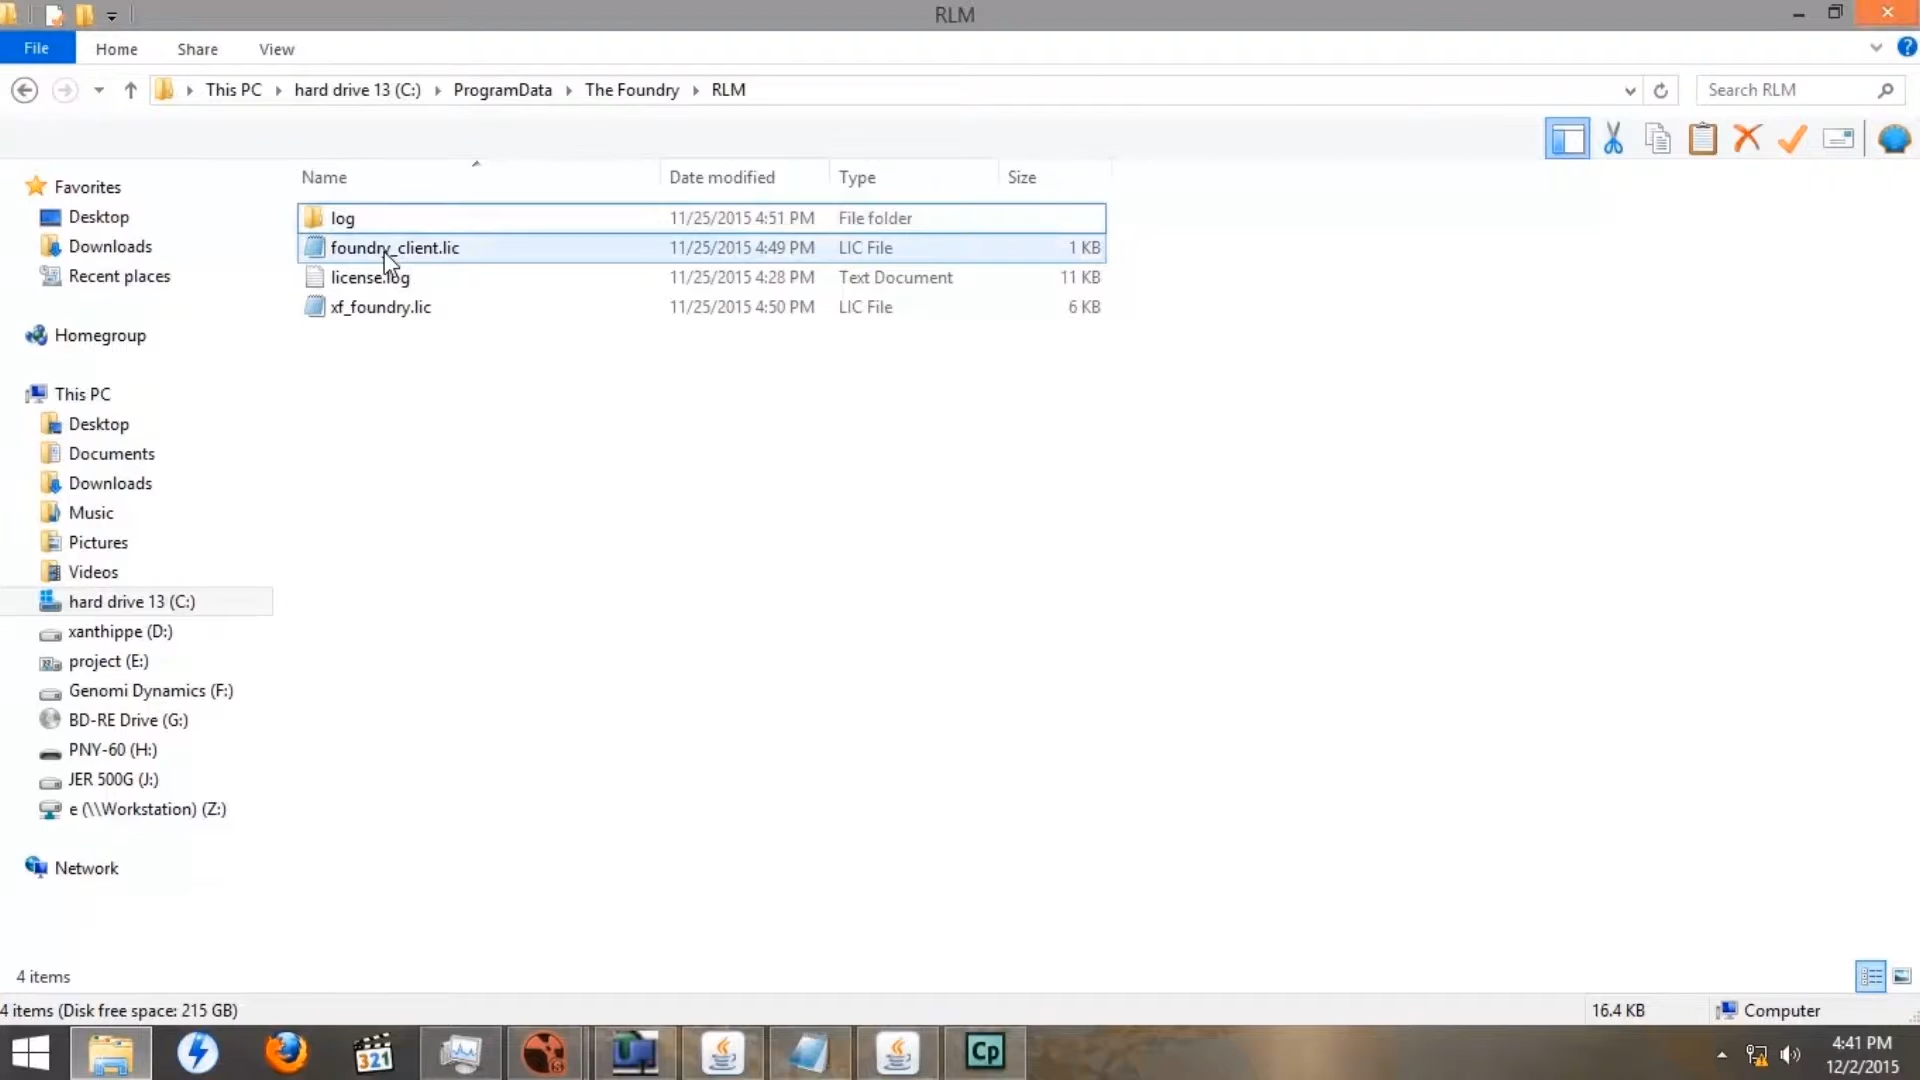 RLM
File Home Share View
This PC hard drive 13 (C:) ProgramData The Foundry RLM
Search RLM
Name Date modified Type Size
log 11/25/2015 4:51 PM File folder
foundry_client.lic 11/25/2015 4:49 PM LIC File 1 KB
license.log 11/25/2015 4:28 PM Text Document 11 KB
xf_foundry.lic 11/25/2015 4:50 PM LIC File 6 KB
Favorites
Desktop
Downloads
Recent places
Homegroup
This PC
Desktop
Documents
Downloads
Music
Pictures
Videos
hard drive 13 (C:)
xanthippe (D:)
project (E:)
Genomi Dynamics (F:)
BD-RE Drive (G:)
PNY-60 (H:)
JER 500G (J:)
e (\\Workstation) (Z:)
Network
4 items
4 items (Disk free space: 215 GB) 16.4 KB Computer
321
Cp
4:41 PM
12/2/2015